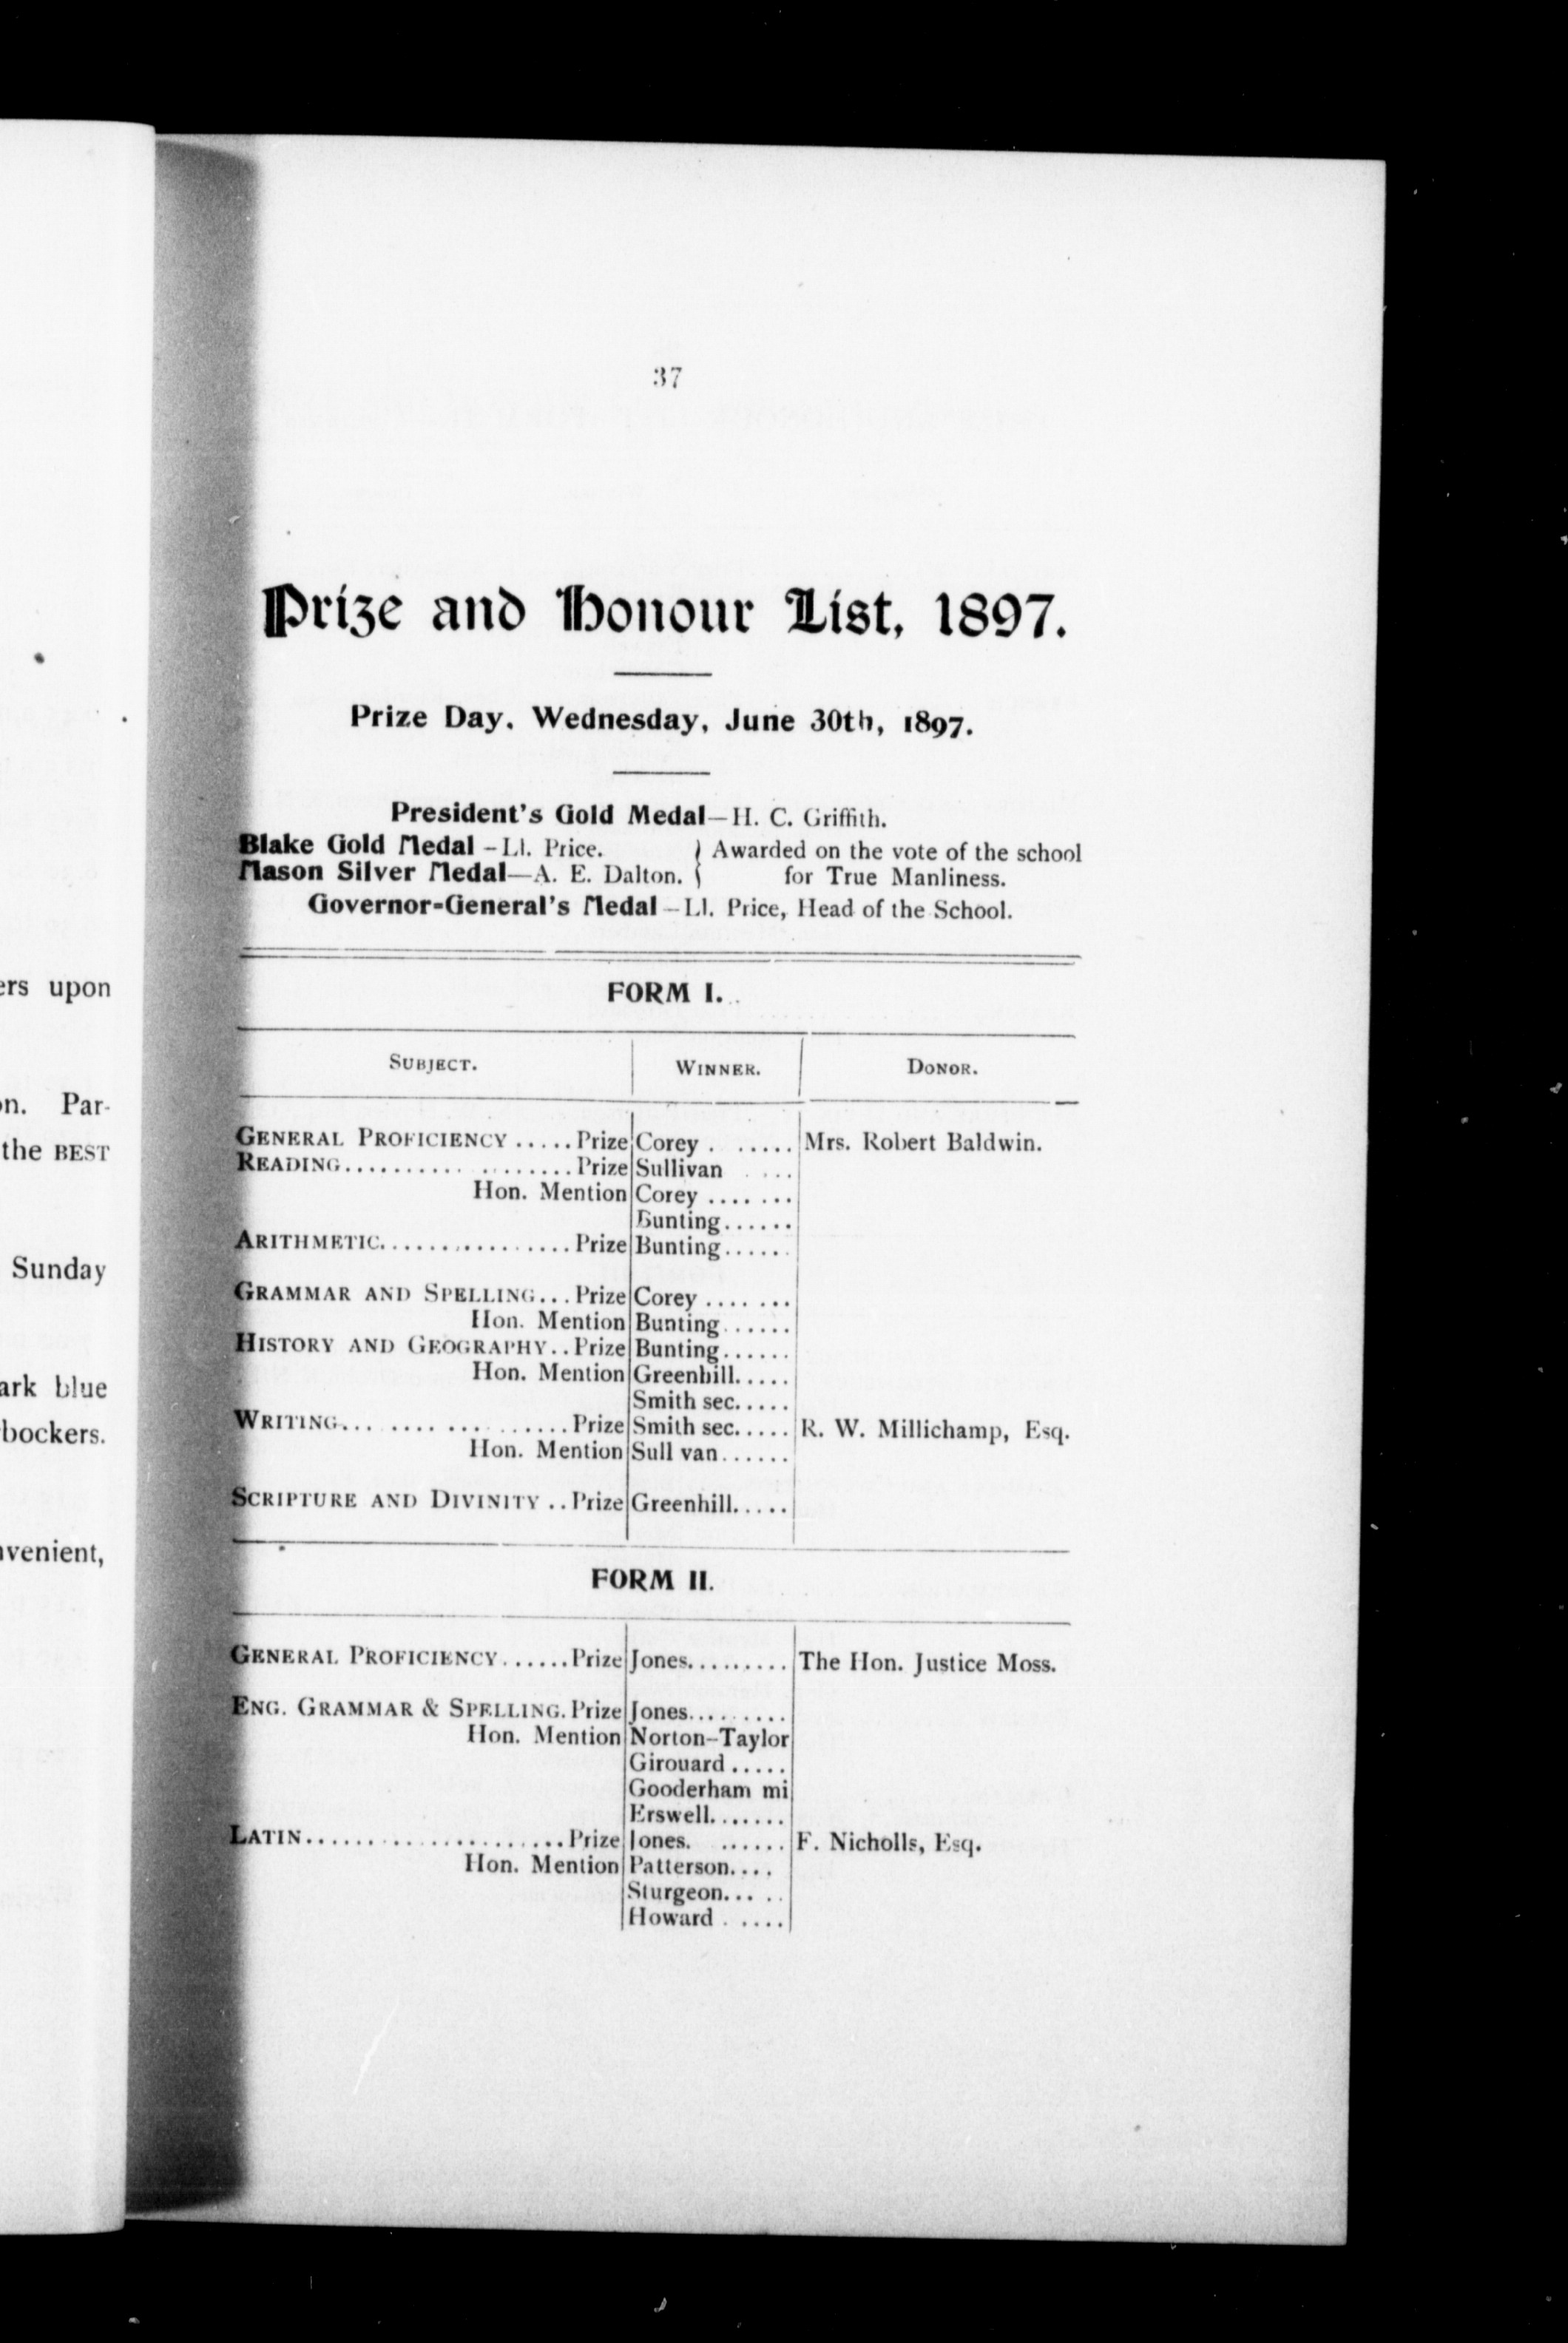 37
Prize and Honour List, 1897.
Prize Day, Wednesday, June 30th, 1897.
President's Gold Medal—H. C. Griffith.
Blake Gold Medal—Ll. Price. } Awarded on the vote of the school
Mason Silver Medal—A. E. Dalton. } for True Manliness.
Governor-General's Medal—Ll. Price, Head of the School.
FORM I.
SUBJECT. WINNER. DONOR.
GENERAL PROFICIENCY ..... Prize Corey . ...... Mrs. Robert Baldwin.
READING.......... ......... Prize Sullivan ....
Hon. Mention Corey .......
Bunting......
ARITHMETIC................ Prize Bunting......
GRAMMAR AND SPELLING... Prize Corey .......
Hon. Mention Bunting......
HISTORY AND GEOGRAPHY.. Prize Bunting......
Hon. Mention Greenhill.....
Smith sec.....
WRITING........ ... ....... Prize Smith sec..... R. W. Millichamp, Esq.
Hon. Mention Sull van......
SCRIPTURE AND DIVINITY .. Prize Greenhill.....
FORM II.
GENERAL PROFICIENCY......Prize Jones......... The Hon. Justice Moss.
ENG. GRAMMAR & SPELLING. Prize Jones.........
Hon. Mention Norton-Taylor
Girouard .....
Gooderham mi
Erswell.......
LATIN......................Prize Jones. ...... F. Nicholls, Esq.
Hon. Mention Patterson....
Sturgeon... ..
Howard . ....
ers upon
on. Par-
the BEST
Sunday
ark blue
bockers.
nvenient,